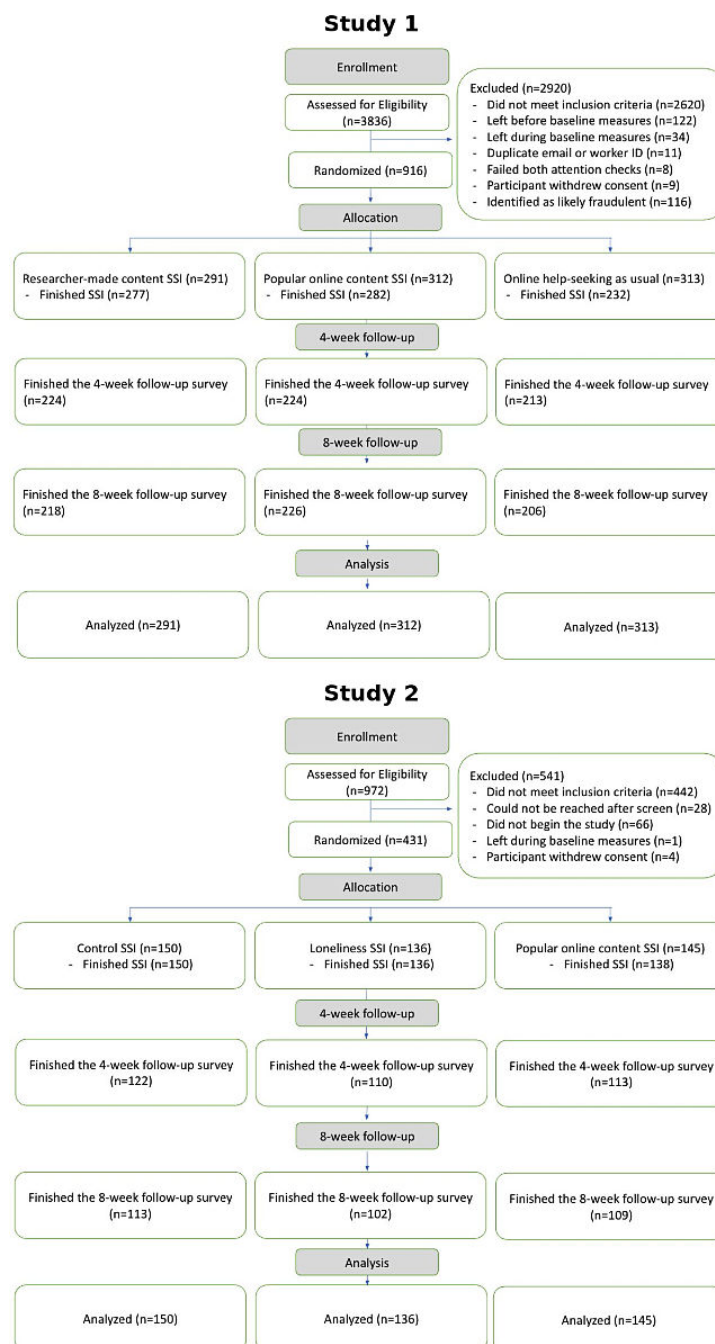 Study 1
Enrollment
Assessed for Eligibility
(n=3836)
Excluded (n=2920)
- Did not meet inclusion criteria (n=2620)
- Left before baseline measures (n=122)
- Left during baseline measures (n=34)
- Duplicate email or worker ID (n=11)
- Failed both attention checks (n=8)
- Participant withdrew consent (n=9)
- Identified as likely fraudulent (n=116)
Randomized (n=916)
Allocation
Researcher-made content SSI (n=291)
- Finished SSI (n=277)
Popular online content SSI (n=312)
- Finished SSI (n=282)
Online help-seeking as usual (n=313)
- Finished SSI (n=232)
4-week follow-up
Finished the 4-week follow-up survey
(n=224)
Finished the 4-week follow-up survey
(n=224)
Finished the 4-week follow-up survey
(n=213)
8-week follow-up
Finished the 8-week follow-up survey
(n=218)
Finished the 8-week follow-up survey
(n=226)
Finished the 8-week follow-up survey
(n=206)
Analysis
Analyzed (n=291)
Analyzed (n=312)
Analyzed (n=313)
Study 2
Enrollment
Assessed for Eligibility
(n=972)
Excluded (n=541)
- Did not meet inclusion criteria (n=442)
- Could not be reached after screen (n=28)
- Did not begin the study (n=66)
- Left during baseline measures (n=1)
- Participant withdrew consent (n=4)
Randomized (n=431)
Allocation
Control SSI (n=150)
- Finished SSI (n=150)
Loneliness SSI (n=136)
- Finished SSI (n=136)
Popular online content SSI (n=145)
- Finished SSI (n=138)
4-week follow-up
Finished the 4-week follow-up survey
(n=122)
Finished the 4-week follow-up survey
(n=110)
Finished the 4-week follow-up survey
(n=113)
8-week follow-up
Finished the 8-week follow-up survey
(n=113)
Finished the 8-week follow-up survey
(n=102)
Finished the 8-week follow-up survey
(n=109)
Analysis
Analyzed (n=150)
Analyzed (n=136)
Analyzed (n=145)